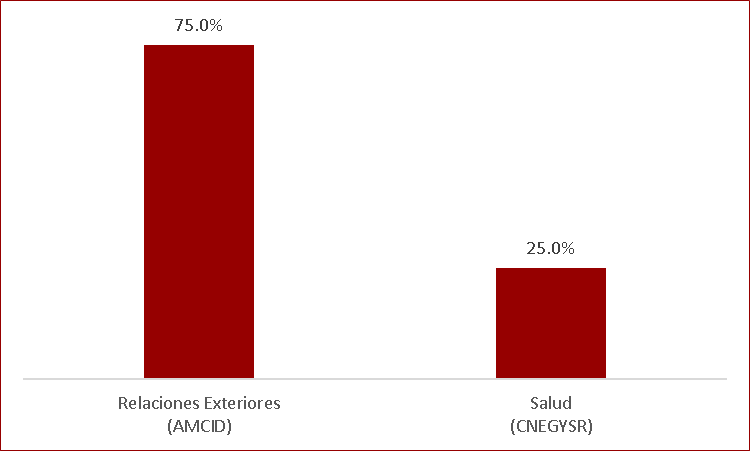 75.0%
25.0%
Relaciones Exteriores
(AMCID)
Salud
(CNEGYSR)